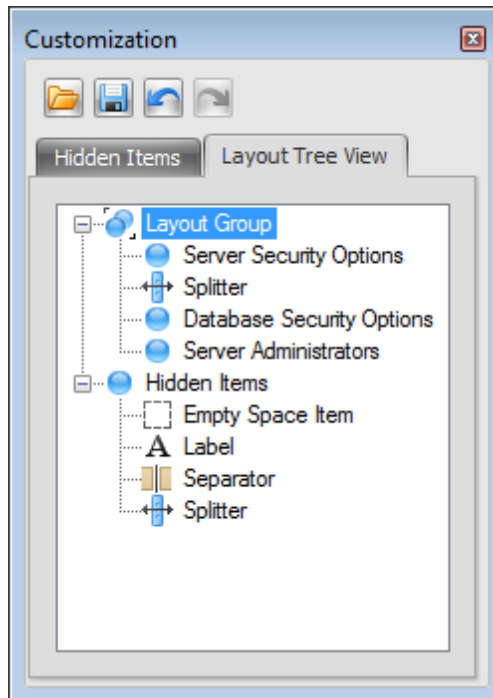 Customization
Hidden Items
Layout Tree View
Layout Group
Server Security Options
Splitter
Database Security Options
Server Administrators
Hidden Items
Empty Space Item
A Label
Separator
Splitter